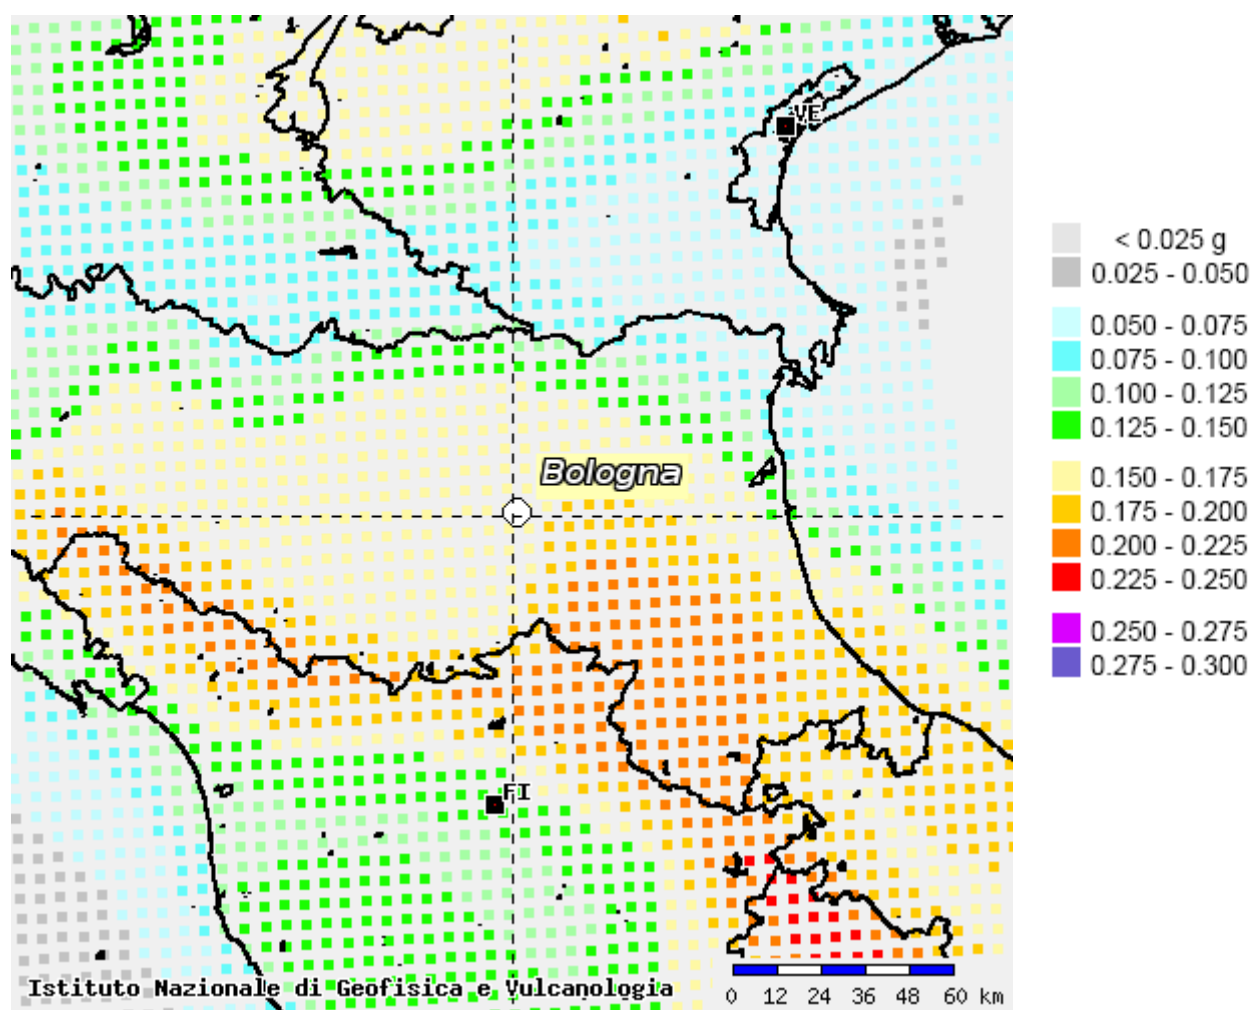 VE
< 0.025 g
0.025 - 0.050
0.050 - 0.075
0.075 - 0.100
0.100 - 0.125
0.125 - 0.150
Bologna
0.150 - 0.175
0.175 - 0.200
0.200 - 0.225
0.225 - 0.250
0.250 - 0.275
0.275 - 0.300
FI
Istituto Nazionale di Geofisica e Vulcanologia
0 12 24 36 48 60 km